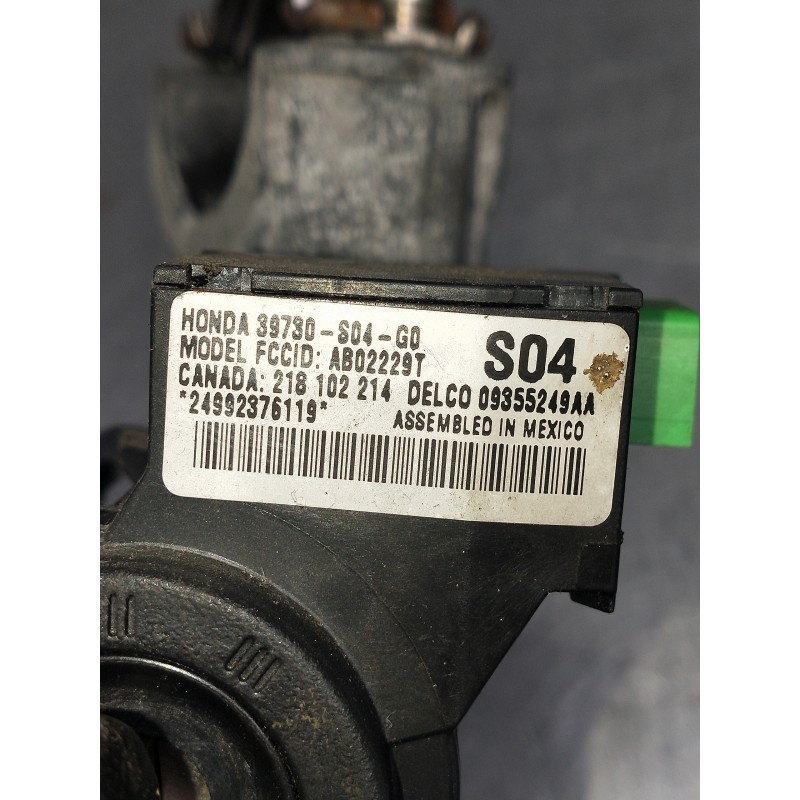 HONDA 39730-S04-G0
MODEL FCCID: AB02229T
S04
CANADA: 218 102 214 DELCO 09355249AA
*24992376119* ASSEMBLED IN MEXICO